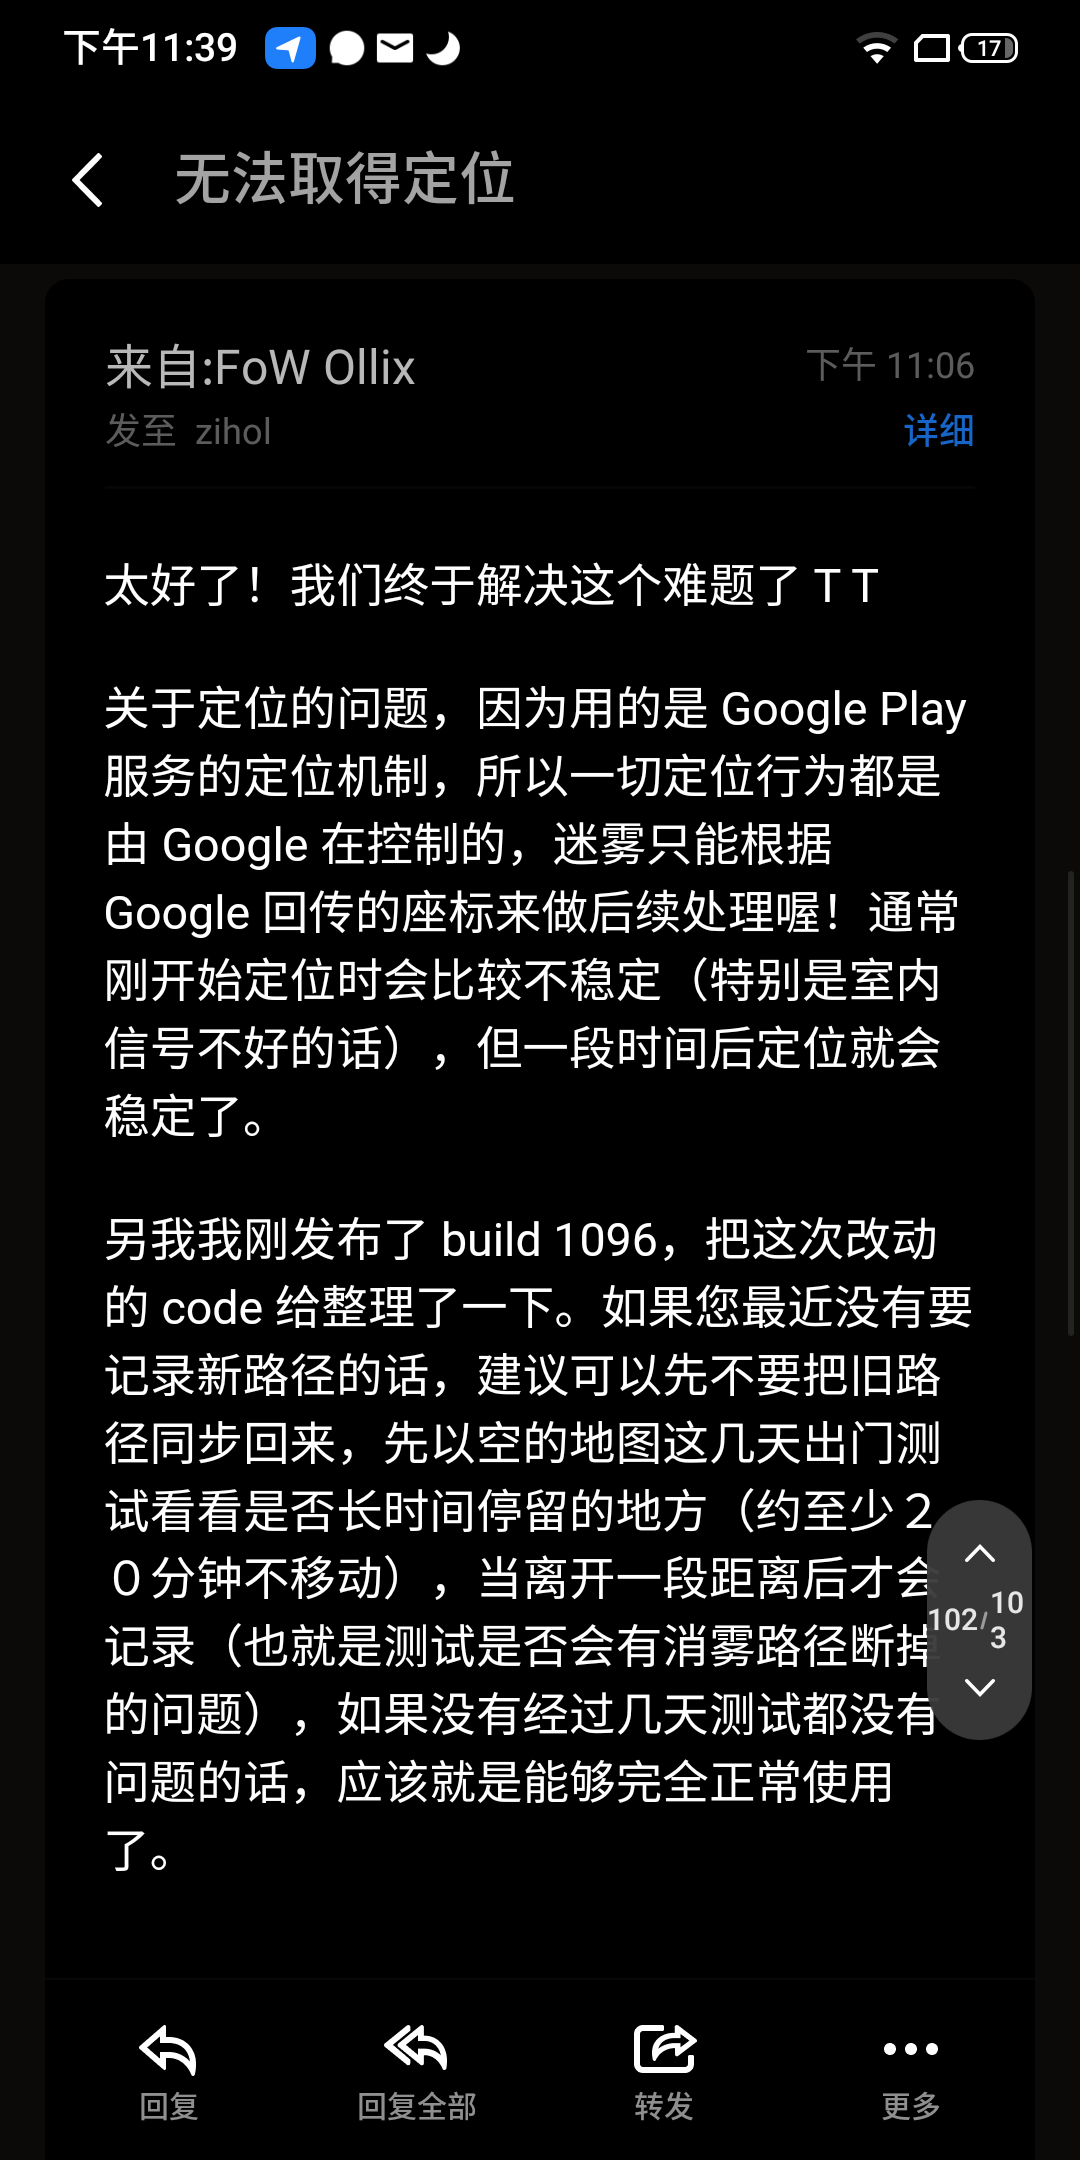 下午11:39
17
无法取得定位
来自:FoW Ollix
下午 11:06
发至 zihol
详细
太好了！我们终于解决这个难题了 T T
关于定位的问题，因为用的是 Google Play
服务的定位机制，所以一切定位行为都是
由 Google 在控制的，迷雾只能根据
Google 回传的座标来做后续处理喔！通常
刚开始定位时会比较不稳定（特别是室内
信号不好的话），但一段时间后定位就会
稳定了。
另我我刚发布了 build 1096，把这次改动
的 code 给整理了一下。如果您最近没有要
记录新路径的话，建议可以先不要把旧路
径同步回来，先以空的地图这几天出门测
试看看是否长时间停留的地方（约至少２
０分钟不移动），当离开一段距离后才会
记录（也就是测试是否会有消雾路径断掉
的问题），如果没有经过几天测试都没有
问题的话，应该就是能够完全正常使用
了。
102/103
回复
回复全部
转发
更多